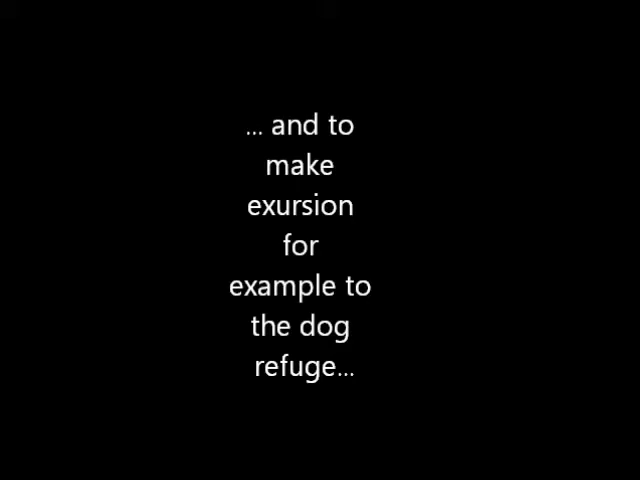 ... and to
make
exursion
for
example to
the dog
refuge...